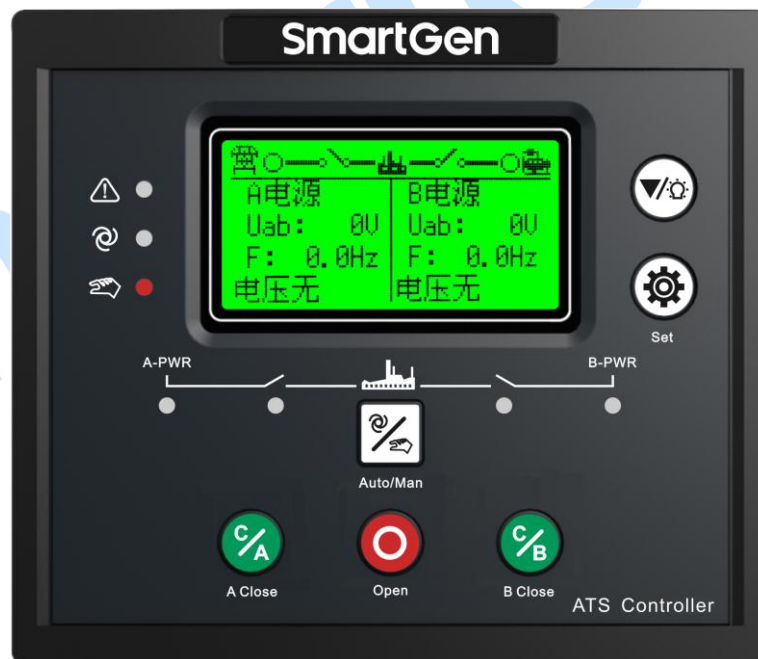 SmartGen
A电源 B电源
Uab: 0V Uab: 0V
F: 0.0Hz F: 0.0Hz
电压无 电压无
Set
A-PWR B-PWR
Auto/Man
C/A C/B
A Close Open B Close
ATS Controller